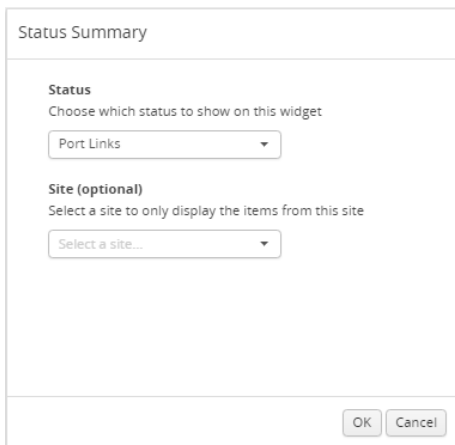 Status Summary
Status
Choose which status to show on this widget
Port Links
Site (optional)
Select a site to only display the items from this site
Select a site...
OK Cancel